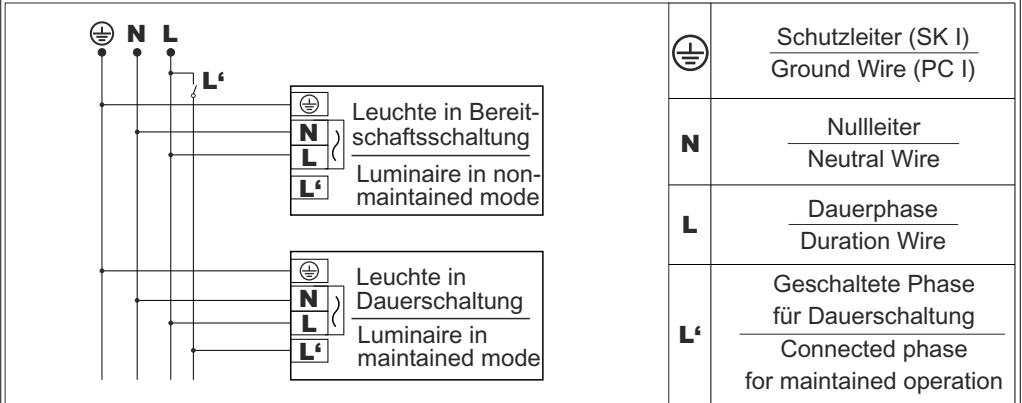 N L
L‘
Leuchte in Bereit-
N
schaftsschaltung
L
Luminaire in non-
L‘
maintained mode
Leuchte in
N
Dauerschaltung
L
Luminaire in
L‘
maintained mode
Schutzleiter (SK I)
Ground Wire (PC I)
N
Nullleiter
Neutral Wire
L
Dauerphase
Duration Wire
L‘
Geschaltete Phase
für Dauerschaltung
Connected phase
for maintained operation